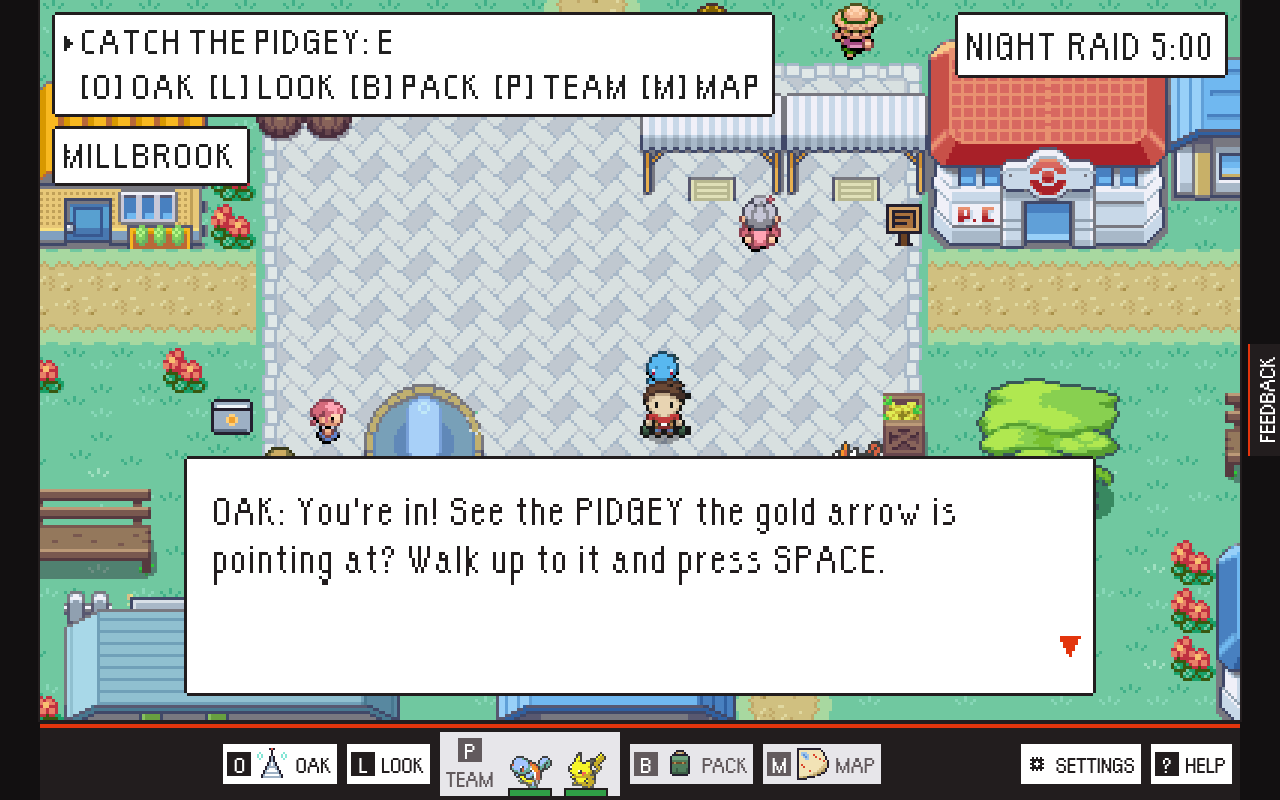 CATCH THE PIDGEY: E
[O] OAK [L] LOOK [B] PACK [P] TEAM [M] MAP
NIGHT RAID 5:00
MILLBROOK
P.C
FEEDBACK
OAK: You're in! See the PIDGEY the gold arrow is
pointing at? Walk up to it and press SPACE.
O OAK
L LOOK
P
TEAM
B PACK
M MAP
# SETTINGS
? HELP